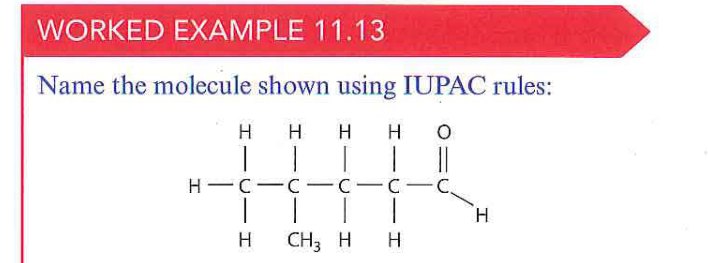 WORKED EXAMPLE 11.13
Name the molecule shown using IUPAC rules:
H H H H O
H C C C C C
H
H CH₃ H H